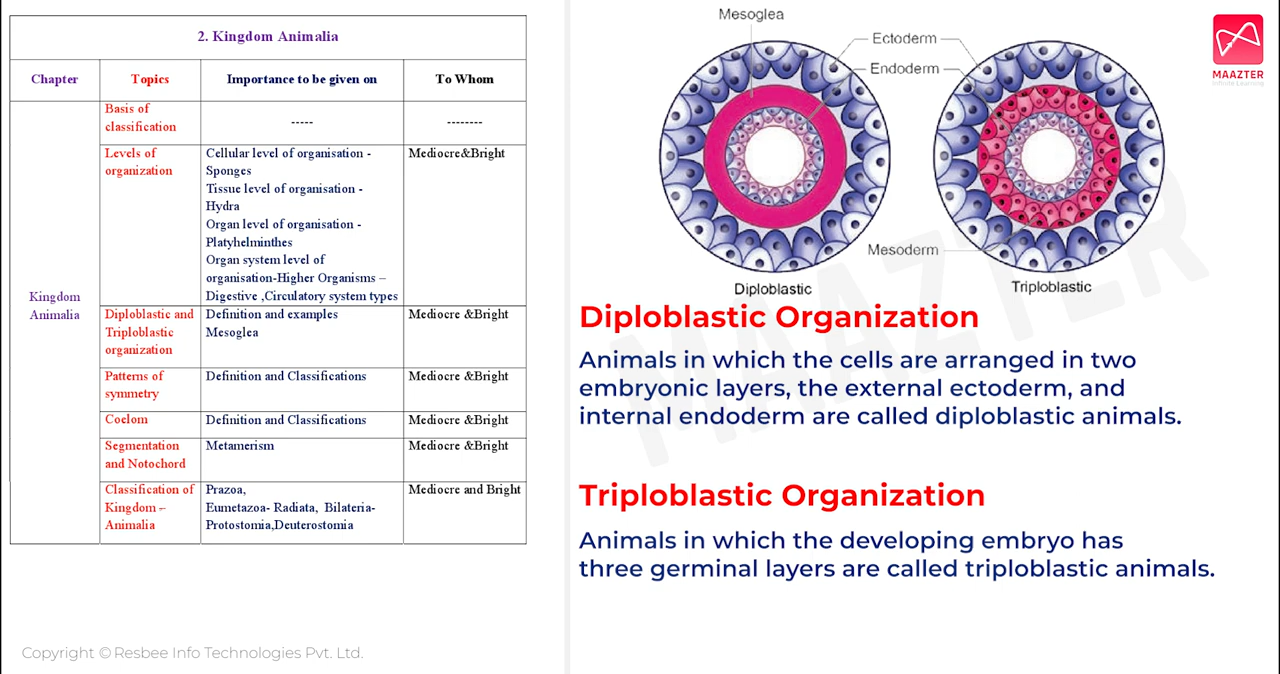 2. Kingdom Animalia
Chapter Topics Importance to be given on To Whom
Kingdom
Animalia
Basis of
classification
-----
--------
Levels of
organization
Cellular level of organisation -
Sponges
Tissue level of organisation -
Hydra
Organ level of organisation -
Platyhelminthes
Organ system level of
organisation-Higher Organisms –
Digestive ,Circulatory system types
Mediocre&Bright
Diploblastic and
Triploblastic
organization
Definition and examples
Mesoglea
Mediocre &Bright
Patterns of
symmetry
Definition and Classifications
Mediocre &Bright
Coelom
Definition and Classifications
Mediocre &Bright
Segmentation
and Notochord
Metamerism
Mediocre &Bright
Classification of
Kingdom –
Animalia
Prazoa,
Eumetazoa- Radiata, Bilateria-
Protostomia,Deuterostomia
Mediocre and Bright
Copyright © Resbee Info Technologies Pvt. Ltd.
Mesoglea
Ectoderm
Endoderm
Mesoderm
Diploblastic
Triploblastic
MAAZTER
Infinite Learning
MAAZTER
Diploblastic Organization
Animals in which the cells are arranged in two
embryonic layers, the external ectoderm, and
internal endoderm are called diploblastic animals.
Triploblastic Organization
Animals in which the developing embryo has
three germinal layers are called triploblastic animals.